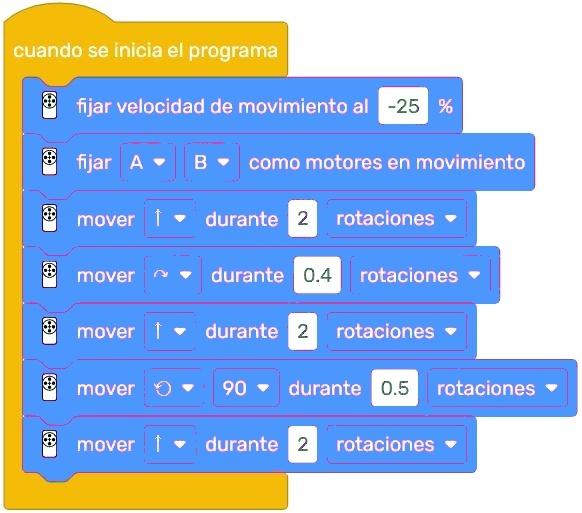 cuando se inicia el programa
fijar velocidad de movimiento al -25 %
fijar A B como motores en movimiento
mover ↑ durante 2 rotaciones
mover ↷ durante 0.4 rotaciones
mover ↑ durante 2 rotaciones
mover 90 durante 0.5 rotaciones
mover ↑ durante 2 rotaciones